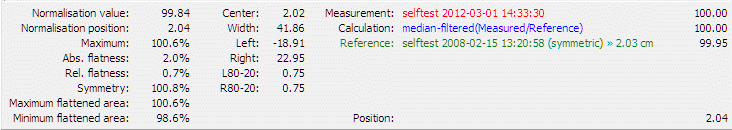 Normalisation value: 99.84 Center: 2.02 Measurement: selftest 2012-03-01 14:33:30 100.00
Normalisation position: 2.04 Width: 41.86 Calculation: median-filtered(Measured/Reference) 100.00
Maximum: 100.6% Left: -18.91 Reference: selftest 2008-02-15 13:20:58 (symmetric) » 2.03 cm 99.95
Abs. flatness: 2.0% Right: 22.95
Rel. flatness: 0.7% L80-20: 0.75
Symmetry: 100.8% R80-20: 0.75
Maximum flattened area: 100.6%
Minimum flattened area: 98.6% Position: 2.04